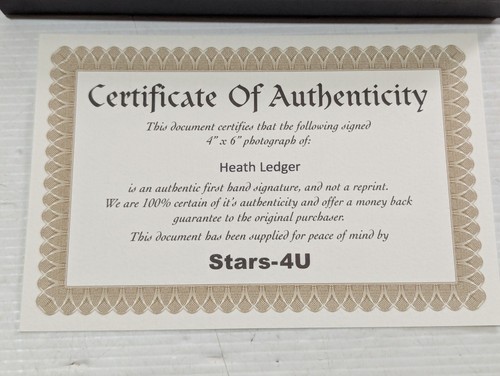 Certificate Of Authenticity
This document certifies that the following signed
4" x 6" photograph of:
Heath Ledger
is an authentic first hand signature, and not a reprint.
We are 100% certain of it's authenticity and offer a money back
guarantee to the original purchaser.
This document has been supplied for peace of mind by
Stars-4U